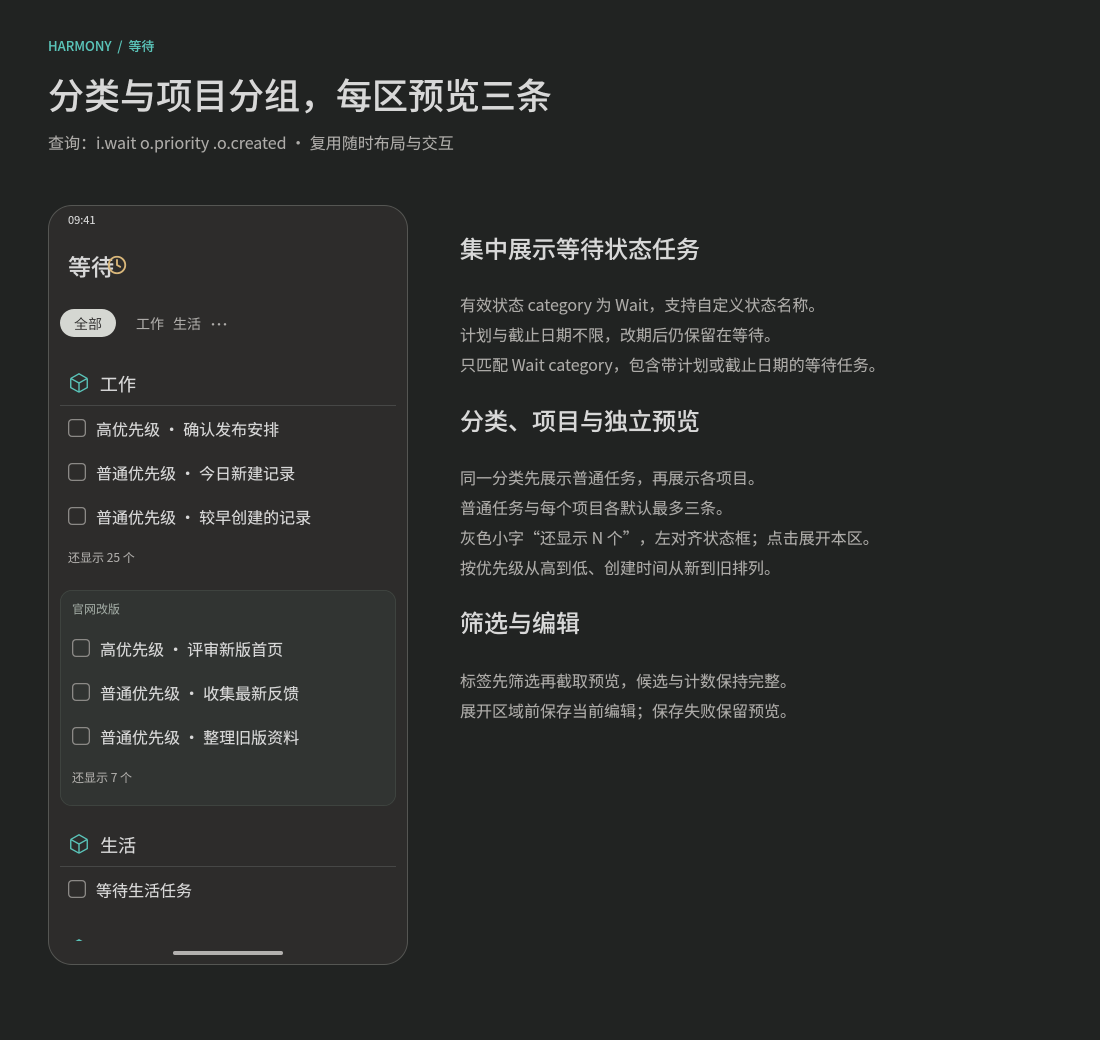 HARMONY / 等待
分类与项目分组，每区预览三条
查询：i.wait o.priority .o.created · 复用随时布局与交互
09:41
等待
全部 工作 生活 ···
工作
高优先级 · 确认发布安排
普通优先级 · 今日新建记录
普通优先级 · 较早创建的记录
还显示 25 个
官网改版
高优先级 · 评审新版首页
普通优先级 · 收集最新反馈
普通优先级 · 整理旧版资料
还显示 7 个
生活
等待生活任务
集中展示等待状态任务
有效状态 category 为 Wait，支持自定义状态名称。
计划与截止日期不限，改期后仍保留在等待。
只匹配 Wait category，包含带计划或截止日期的等待任务。
分类、项目与独立预览
同一分类先展示普通任务，再展示各项目。
普通任务与每个项目各默认最多三条。
灰色小字“还显示 N 个”，左对齐状态框；点击展开本区。
按优先级从高到低、创建时间从新到旧排列。
筛选与编辑
标签先筛选再截取预览，候选与计数保持完整。
展开区域前保存当前编辑；保存失败保留预览。